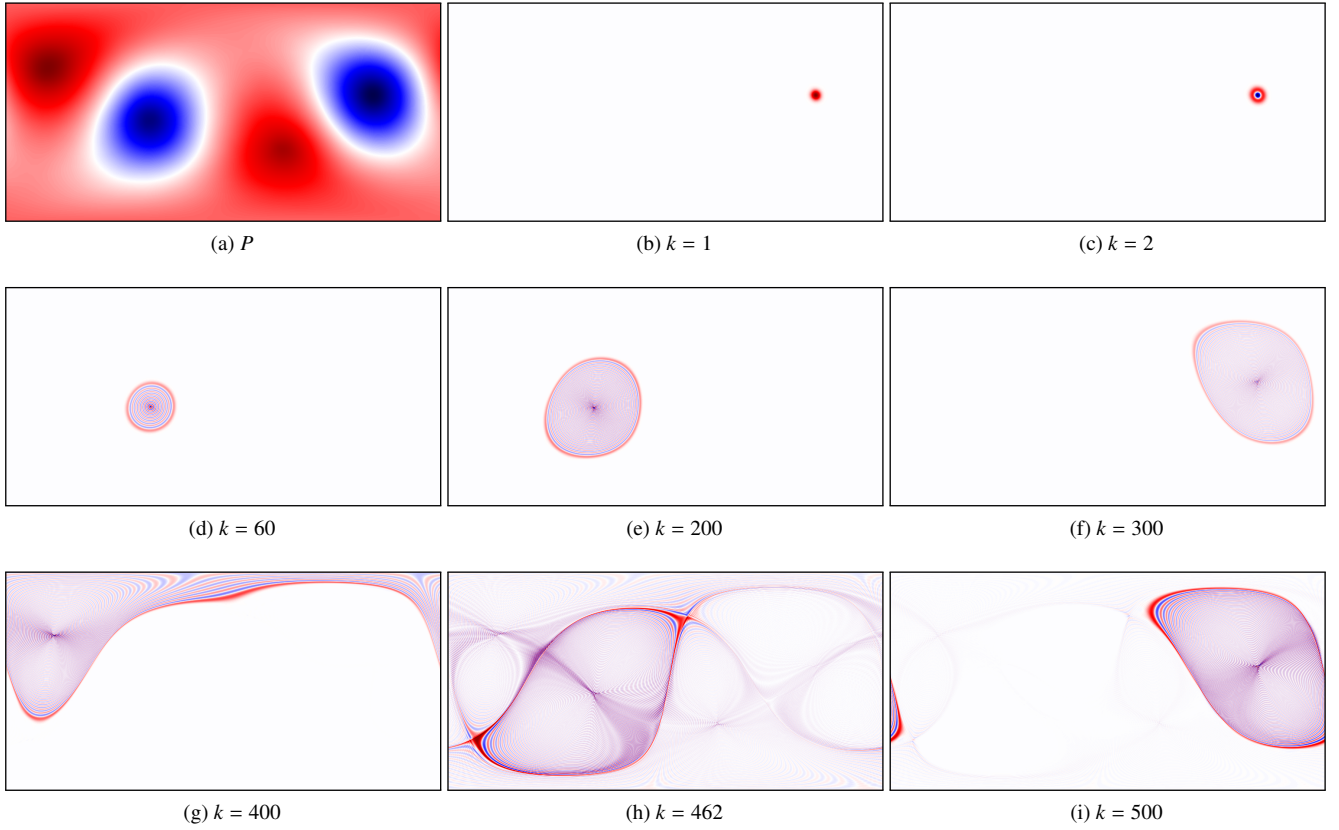 (a) P
(b) k = 1
(c) k = 2
(d) k = 60
(e) k = 200
(f) k = 300
(g) k = 400
(h) k = 462
(i) k = 500